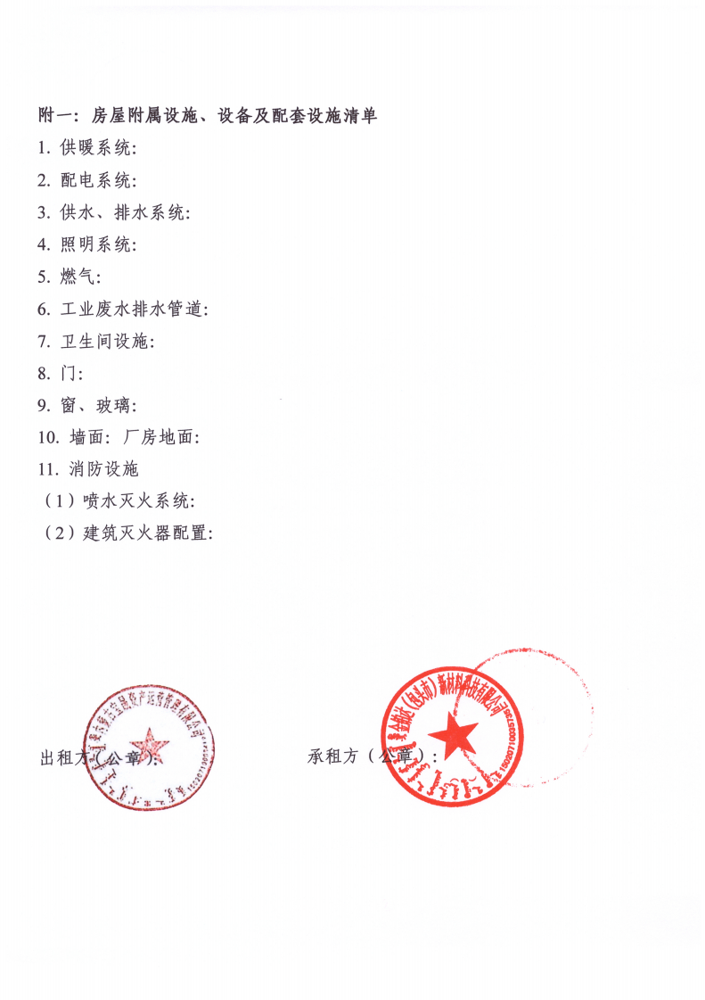 附一：房屋附属设施、设备及配套设施清单
1. 供暖系统:
2. 配电系统:
3. 供水、排水系统:
4. 照明系统:
5. 燃气:
6. 工业废水排水管道:
7. 卫生间设施:
8. 门:
9. 窗、玻璃:
10. 墙面：厂房地面:
11. 消防设施
（1）喷水灭火系统:
（2）建筑灭火器配置:
出租方（公章）:
资产运营管理有限公司
承租方（公章）:
（包头市）新材料科技有限公司